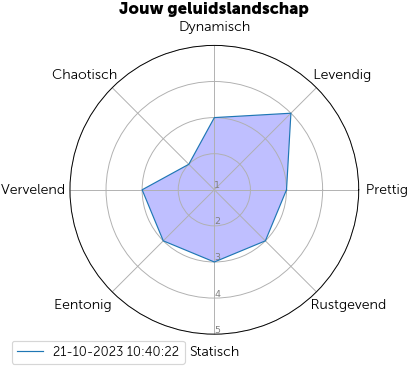 Jouw geluidslandschap
Dynamisch
Chaotisch
Levendig
Vervelend
1
Prettig
2
3
4
Eentonig
Rustgevend
5
21-10-2023 10:40:22
Statisch